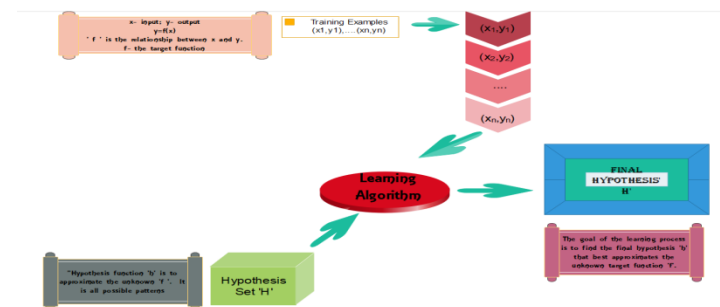 x- input; y- output
y=f(x)
' f ' is the relationship between x and y.
f- the target function
Training Examples
(x1,y1),....(xn,yn)
(x₁,y₁)
(x₂,y₂)
....
(xₙ,yₙ)
Learning
Algorithm
FINAL
HYPOTHESIS'
H'
The goal of the learning process
is to find the final hypothesis 'h'
that best approximates the
unknown target function 'f'.
"Hypothesis function 'h' is to
approximate the unknown 'f '. It
is all possible patterns
Hypothesis
Set 'H'